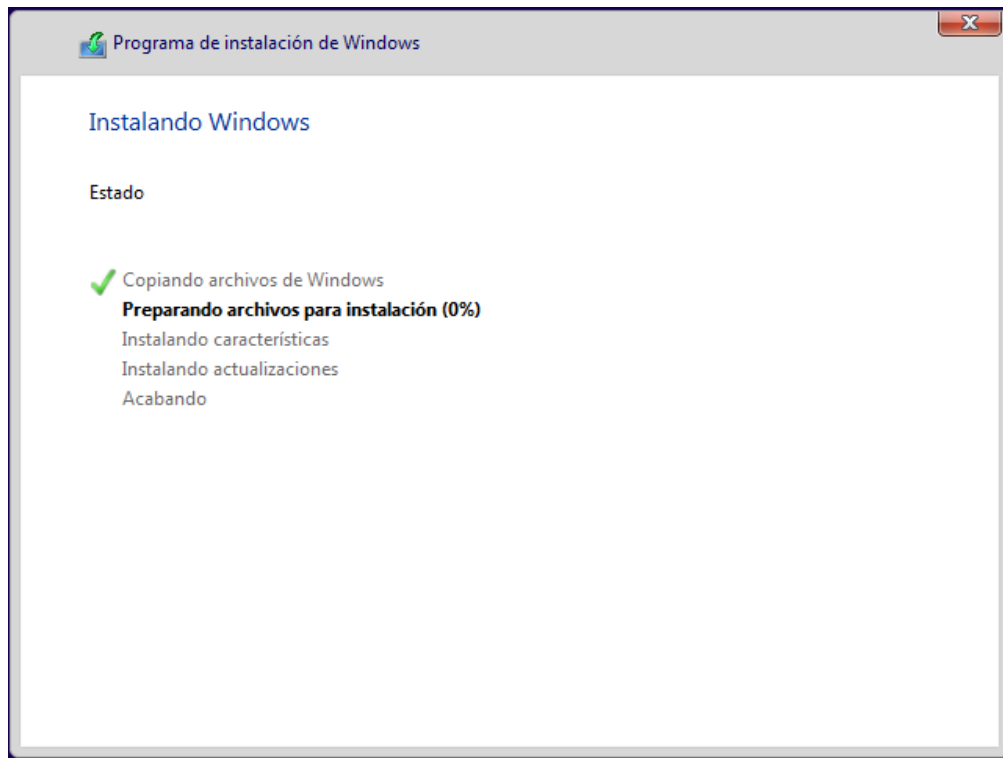 Programa de instalación de Windows
Instalando Windows
Estado
Copiando archivos de Windows
Preparando archivos para instalación (0%)
Instalando características
Instalando actualizaciones
Acabando